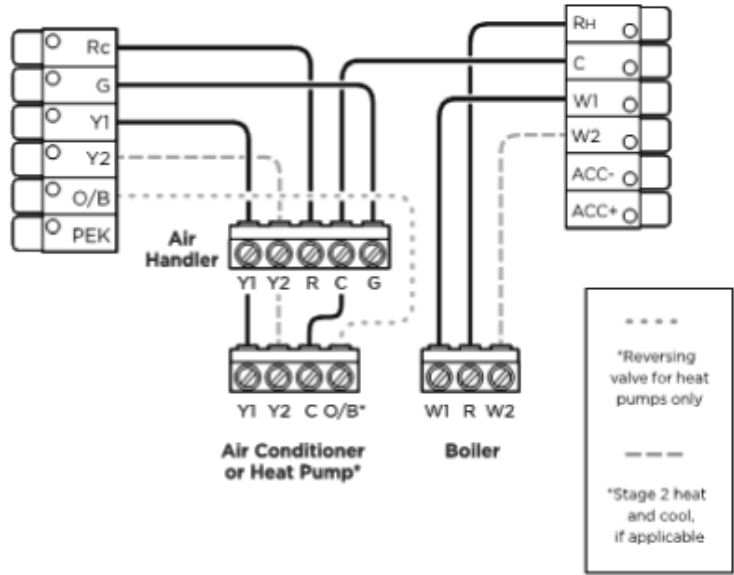 Rc
G
Y1
Y2
O/B
PEK
RH
C
W1
W2
ACC-
ACC+
Air
Handler
Y1 Y2 R C G
Y1 Y2 C O/B*
Air Conditioner
or Heat Pump*
W1 R W2
Boiler
*Reversing
valve for heat
pumps only
*Stage 2 heat
and cool,
if applicable